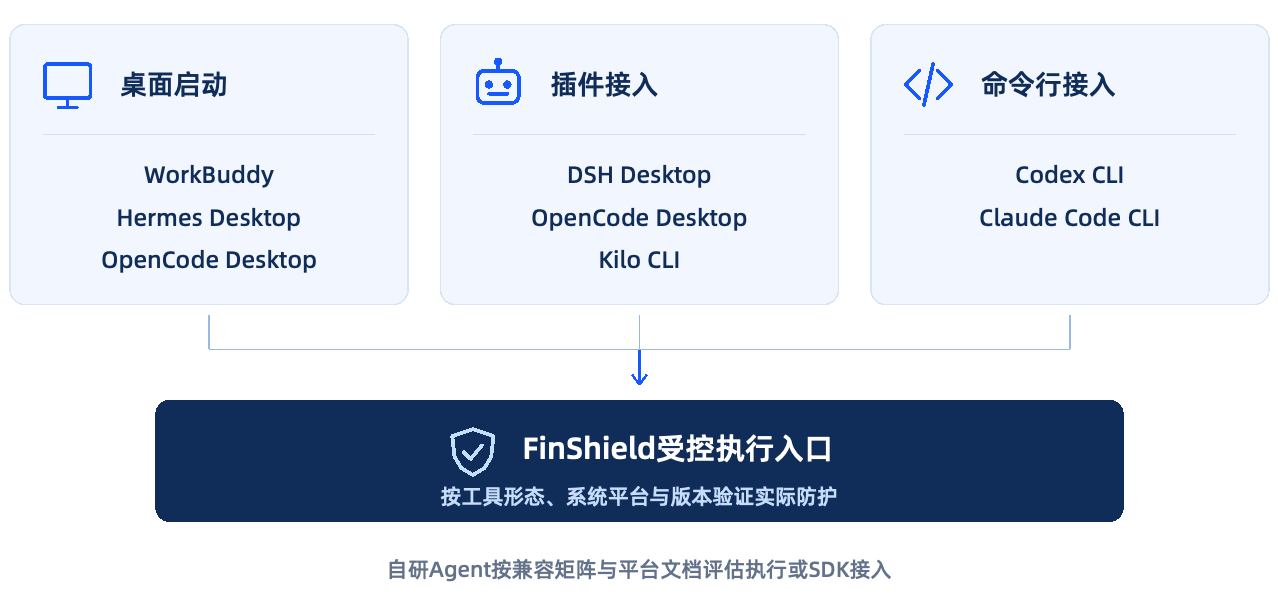 桌面启动
WorkBuddy
Hermes Desktop
OpenCode Desktop
插件接入
DSH Desktop
OpenCode Desktop
Kilo CLI
命令行接入
Codex CLI
Claude Code CLI
FinShield受控执行入口
按工具形态、系统平台与版本验证实际防护
自研Agent按兼容矩阵与平台文档评估执行或SDK接入